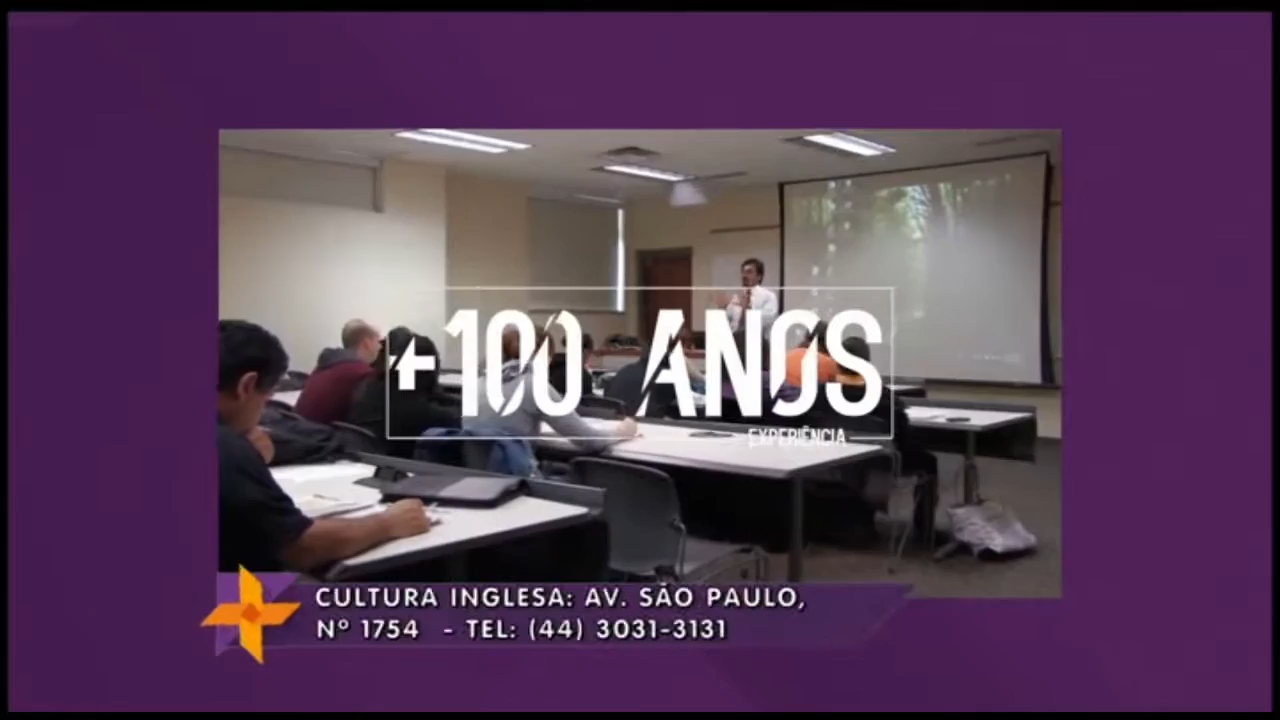 +100 ANOS
EXPERIÊNCIA
CULTURA INGLESA: AV. SÃO PAULO,
Nº 1754 - TEL: (44) 3031-3131